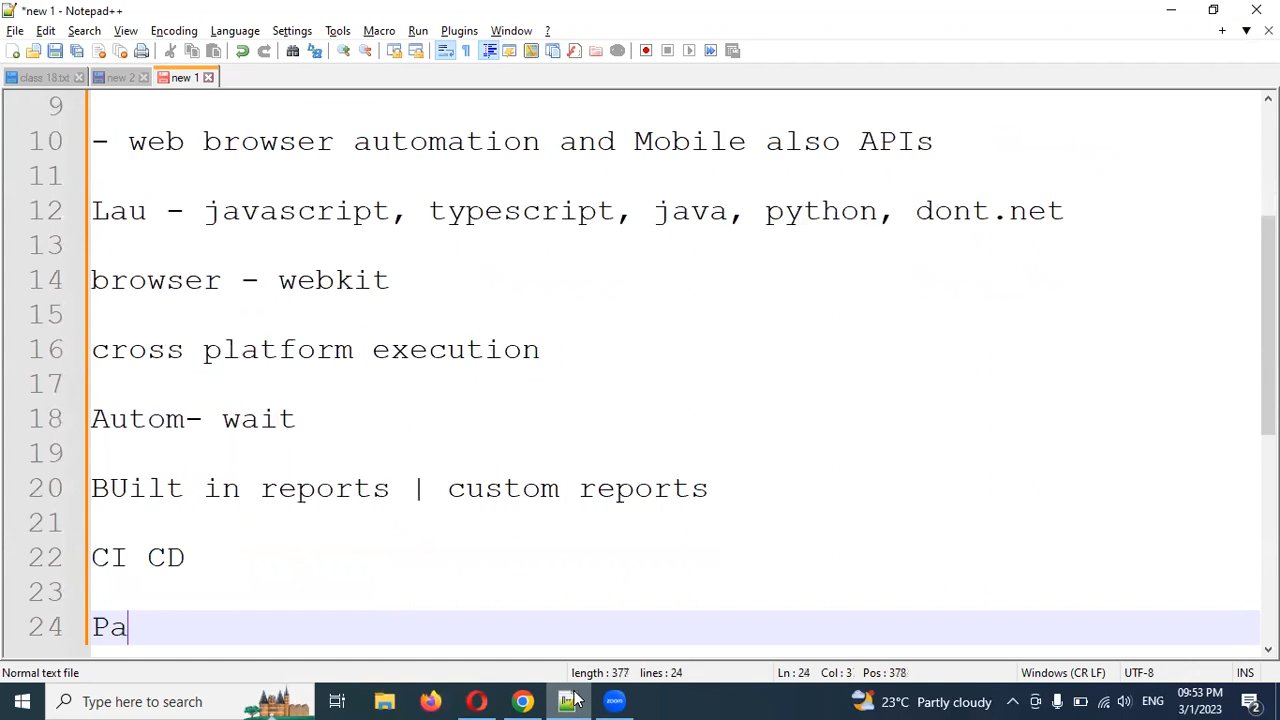 *new 1 - Notepad++
File Edit Search View Encoding Language Settings Tools Macro Run Plugins Window ?
class 18.txt new 2 new 1
9
10 - web browser automation and Mobile also APIs
11
12 Lau - javascript, typescript, java, python, dont.net
13
14 browser - webkit
15
16 cross platform execution
17
18 Autom- wait
19
20 BUilt in reports | custom reports
21
22 CI CD
23
24 Pa
Normal text file length : 377 lines : 24 Ln : 24 Col : 3 Pos : 378 Windows (CR LF) UTF-8 INS
Type here to search zoom 23°C Partly cloudy ENG 09:53 PM
3/1/2023 2